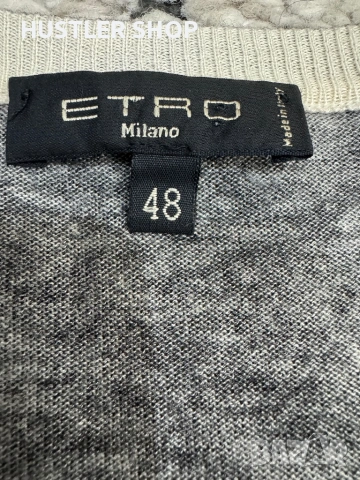 HUSTLER SHOP
ETRO
Milano
Made in Italy
48